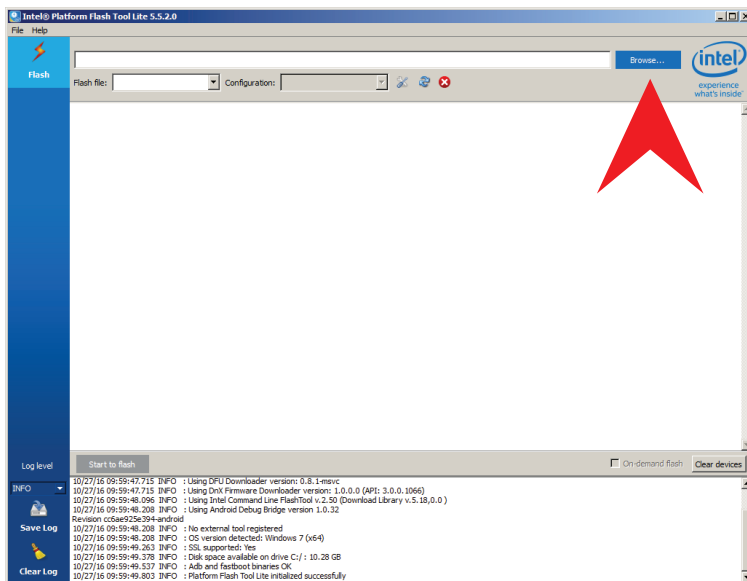 Intel® Platform Flash Tool Lite 5.5.2.0
File Help
Flash
Browse...
intel
experience
what's inside™
Flash file:
Configuration:
Log level
Start to flash
On-demand flash
Clear devices
INFO
Save Log
Clear Log
10/27/16 09:59:47.715 INFO : Using DFU Downloader version: 0.8.1-msvc
10/27/16 09:59:47.715 INFO : Using DnX Firmware Downloader version: 1.0.0.0 (API: 3.0.0.1066)
10/27/16 09:59:48.096 INFO : Using Intel Command Line FlashTool v.2.50 (Download Library v.5.18,0.0 )
10/27/16 09:59:48.208 INFO : Using Android Debug Bridge version 1.0.32
Revision cc6ae925e394-android
10/27/16 09:59:48.208 INFO : No external tool registered
10/27/16 09:59:48.208 INFO : OS version detected: Windows 7 (x64)
10/27/16 09:59:49.263 INFO : SSL supported: Yes
10/27/16 09:59:49.378 INFO : Disk space available on drive C:/ : 10.28 GB
10/27/16 09:59:49.537 INFO : Adb and fastboot binaries OK
10/27/16 09:59:49.803 INFO : Platform Flash Tool Lite initialized successfully